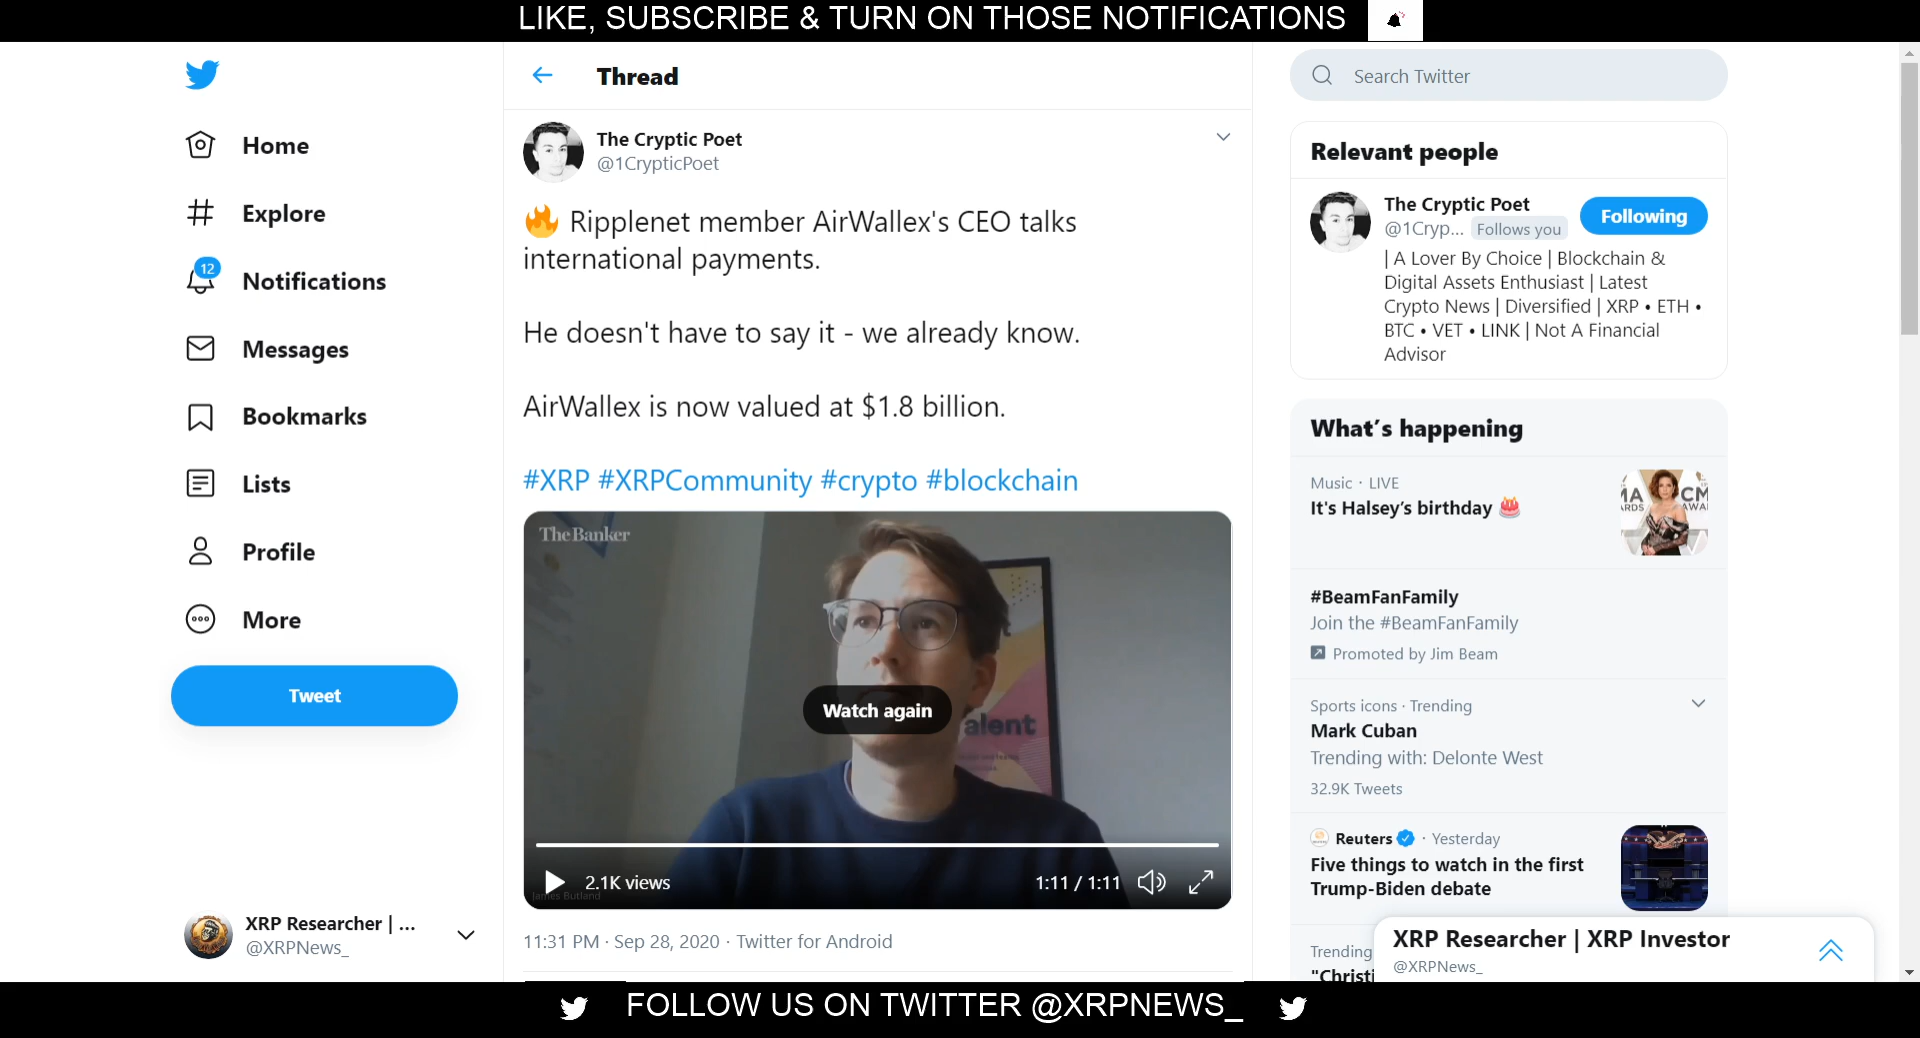 LIKE, SUBSCRIBE & TURN ON THOSE NOTIFICATIONS
Home
Explore
12
Notifications
Messages
Bookmarks
Lists
Profile
More
Tweet
XRP Researcher | ...
@XRPNews_
Thread
The Cryptic Poet
@1CrypticPoet
🔥 Ripplenet member AirWallex's CEO talks
international payments.
He doesn't have to say it - we already know.
AirWallex is now valued at $1.8 billion.
#XRP #XRPCommunity #crypto #blockchain
The Banker
Watch again
alent
2.1K views
1:11 / 1:11
James Butland
11:31 PM · Sep 28, 2020 · Twitter for Android
Search Twitter
Relevant people
The Cryptic Poet
@1Cryp... Follows you
Following
| A Lover By Choice | Blockchain &
Digital Assets Enthusiast | Latest
Crypto News | Diversified | XRP • ETH •
BTC • VET • LINK | Not A Financial
Advisor
What's happening
Music · LIVE
It's Halsey's birthday 🎂
#BeamFanFamily
Join the #BeamFanFamily
Promoted by Jim Beam
Sports icons · Trending
Mark Cuban
Trending with: Delonte West
32.9K Tweets
Reuters · Yesterday
Five things to watch in the first
Trump-Biden debate
Trending
"Christi
XRP Researcher | XRP Investor
@XRPNews_
FOLLOW US ON TWITTER @XRPNEWS_